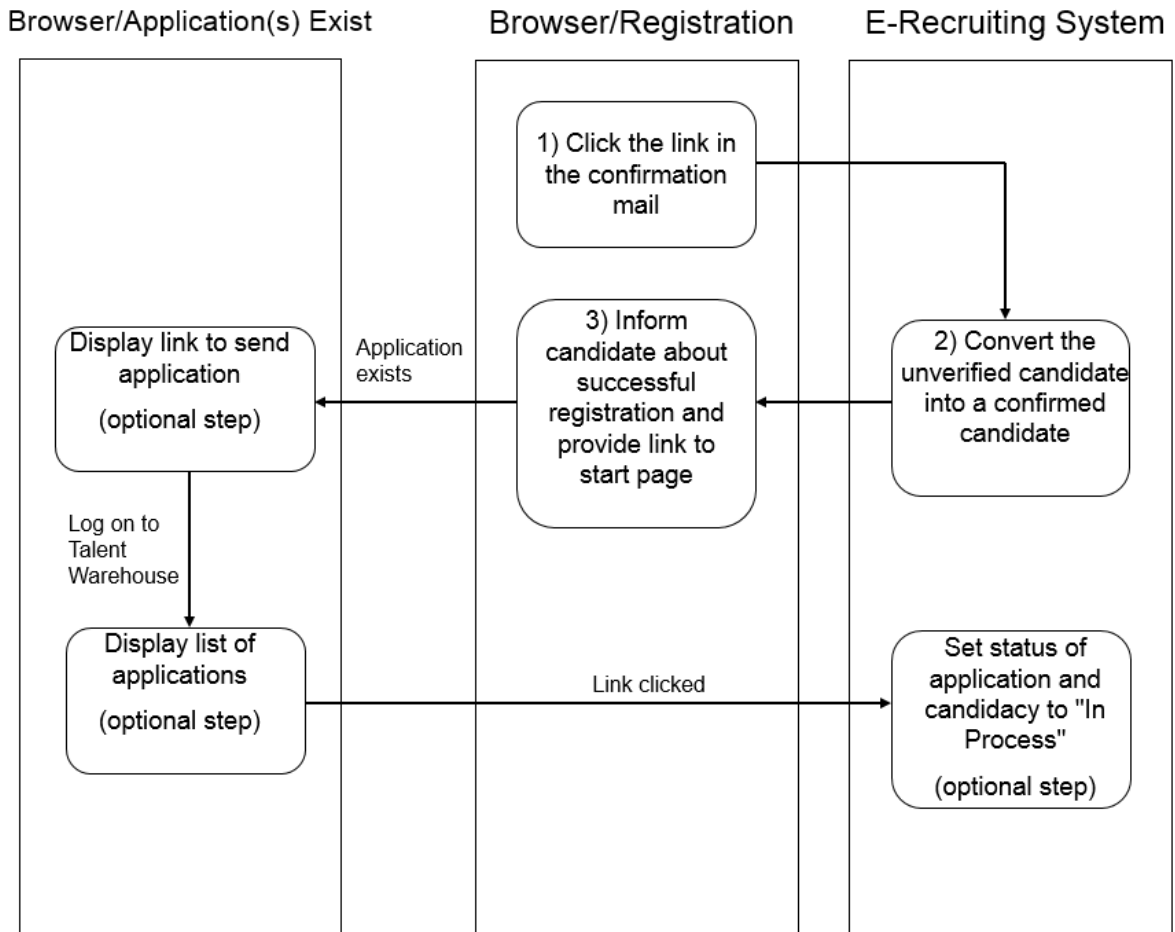 Browser/Application(s) Exist
Browser/Registration
E-Recruiting System
1) Click the link in
the confirmation
mail
Display link to send
application
(optional step)
Application
exists
3) Inform
candidate about
successful
registration and
provide link to
start page
2) Convert the
unverified candidate
into a confirmed
candidate
Log on to
Talent
Warehouse
Display list of
applications
(optional step)
Link clicked
Set status of
application and
candidacy to "In
Process"
(optional step)